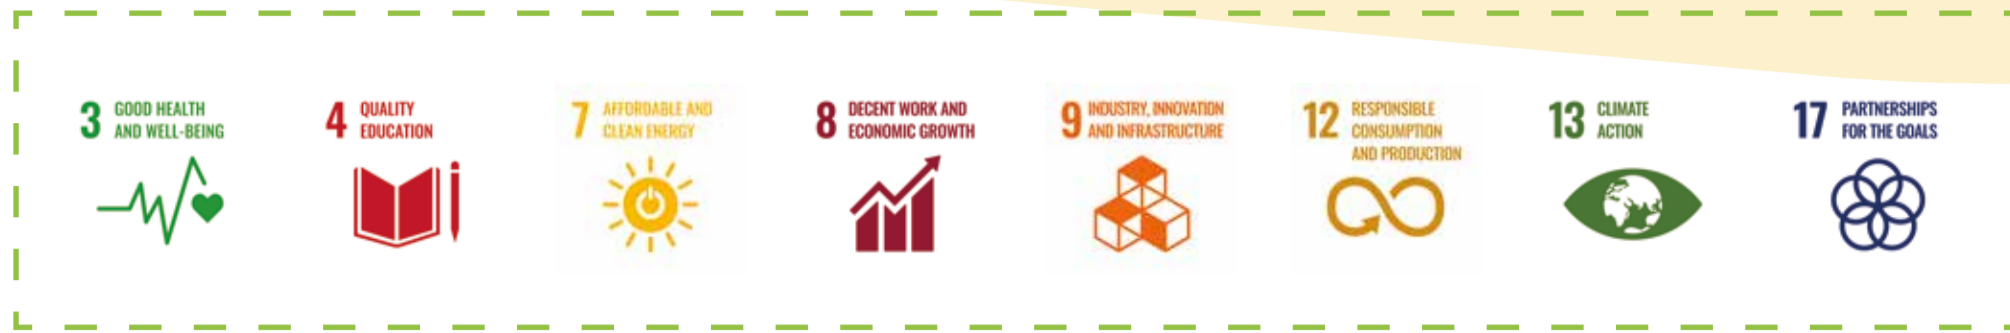 3 GOOD HEALTH
AND WELL-BEING
4 QUALITY
EDUCATION
7 AFFORDABLE AND
CLEAN ENERGY
8 DECENT WORK AND
ECONOMIC GROWTH
9 INDUSTRY, INNOVATION
AND INFRASTRUCTURE
12 RESPONSIBLE
CONSUMPTION
AND PRODUCTION
13 CLIMATE
ACTION
17 PARTNERSHIPS
FOR THE GOALS